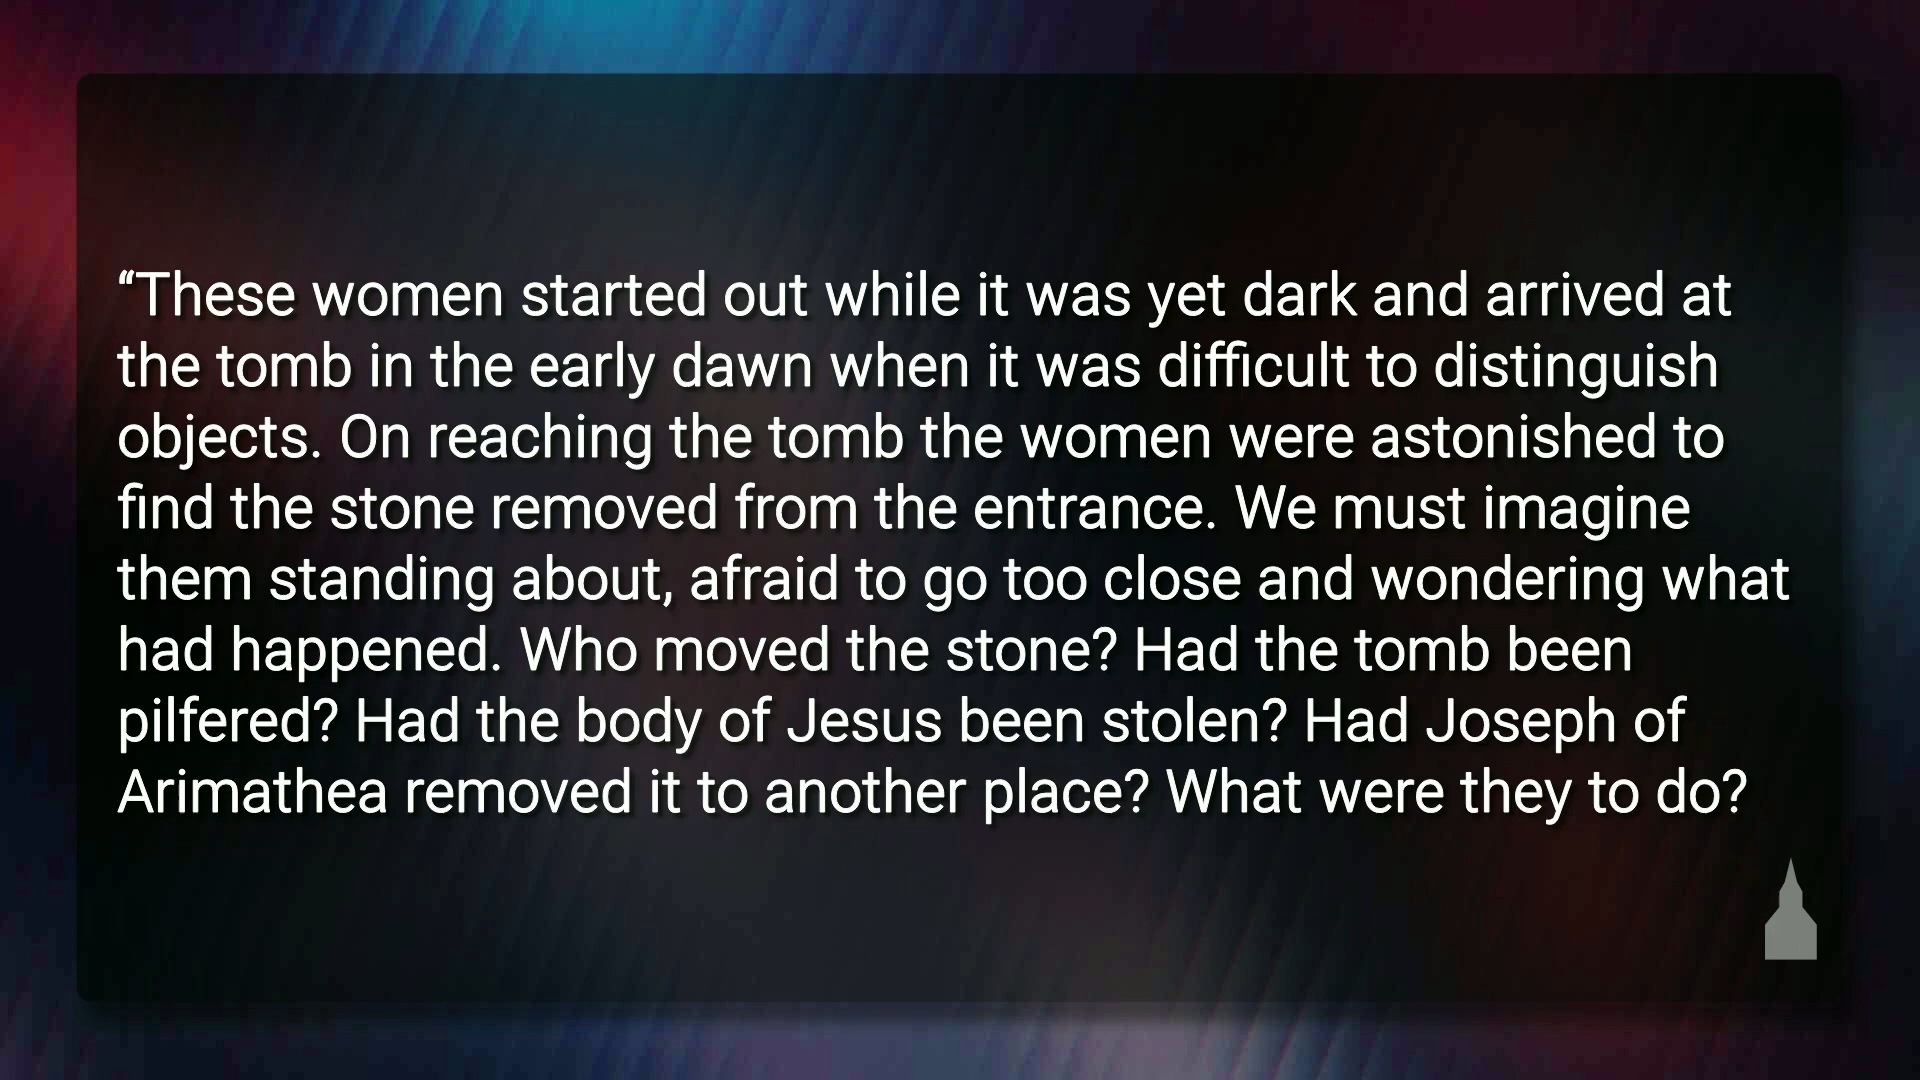 “These women started out while it was yet dark and arrived at
the tomb in the early dawn when it was difficult to distinguish
objects. On reaching the tomb the women were astonished to
find the stone removed from the entrance. We must imagine
them standing about, afraid to go too close and wondering what
had happened. Who moved the stone? Had the tomb been
pilfered? Had the body of Jesus been stolen? Had Joseph of
Arimathea removed it to another place? What were they to do?